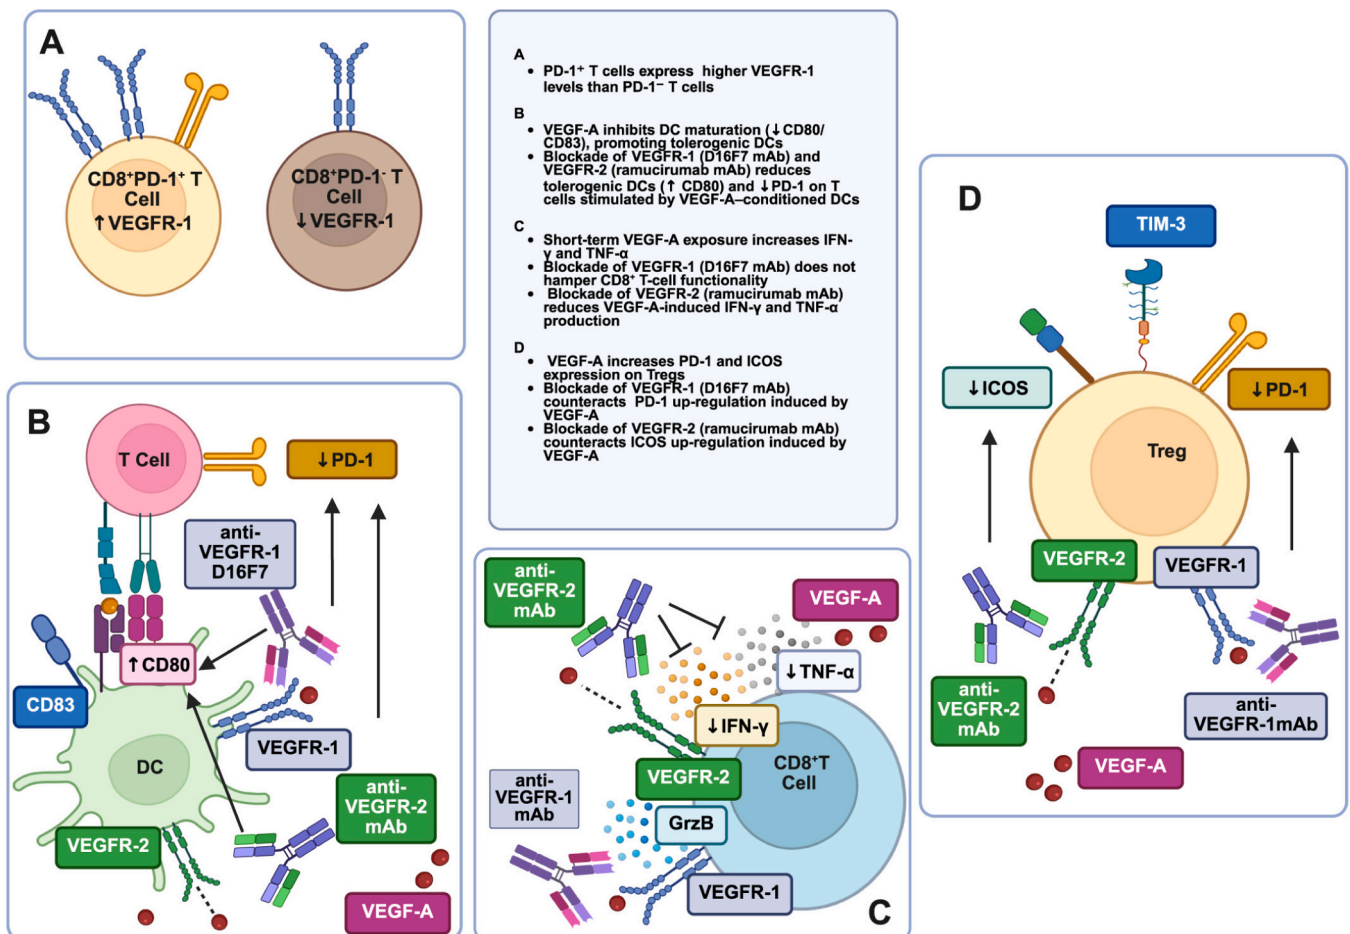 A
CD8⁺PD-1⁺ T
Cell
↑VEGFR-1
CD8⁺PD-1⁻ T
Cell
↓VEGFR-1
A
• PD-1⁺ T cells express higher VEGFR-1
levels than PD-1⁻ T cells
B
• VEGF-A inhibits DC maturation (↓CD80/
CD83), promoting tolerogenic DCs
• Blockade of VEGFR-1 (D16F7 mAb) and
VEGFR-2 (ramucirumab mAb) reduces
tolerogenic DCs (↑ CD80) and ↓PD-1 on T
cells stimulated by VEGF-A–conditioned DCs
C
• Short-term VEGF-A exposure increases IFN-
γ and TNF-α
• Blockade of VEGFR-1 (D16F7 mAb) does not
hamper CD8⁺ T-cell functionality
• Blockade of VEGFR-2 (ramucirumab mAb)
reduces VEGF-A-induced IFN-γ and TNF-α
production
D
• VEGF-A increases PD-1 and ICOS
expression on Tregs
• Blockade of VEGFR-1 (D16F7 mAb)
counteracts PD-1 up-regulation induced by
VEGF-A
• Blockade of VEGFR-2 (ramucirumab mAb)
counteracts ICOS up-regulation induced by
VEGF-A
B
T Cell
↓PD-1
anti-
VEGFR-1
D16F7
↑CD80
CD83
VEGFR-1
DC
anti-
VEGFR-2
mAb
VEGFR-2
VEGF-A
anti-
VEGFR-2
mAb
VEGF-A
↓TNF-α
↓IFN-γ
CD8⁺T
Cell
VEGFR-2
anti-
VEGFR-1
mAb
GrzB
VEGFR-1
C
D
TIM-3
↓ICOS
↓PD-1
Treg
VEGFR-2
VEGFR-1
anti-
VEGFR-2
mAb
anti-
VEGFR-1mAb
VEGF-A